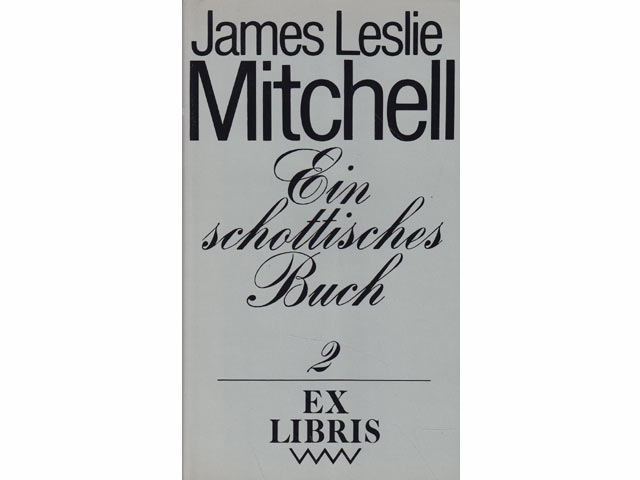 James Leslie
Mitchell
Ein
schottisches
Buch
2
EX
LIBRIS